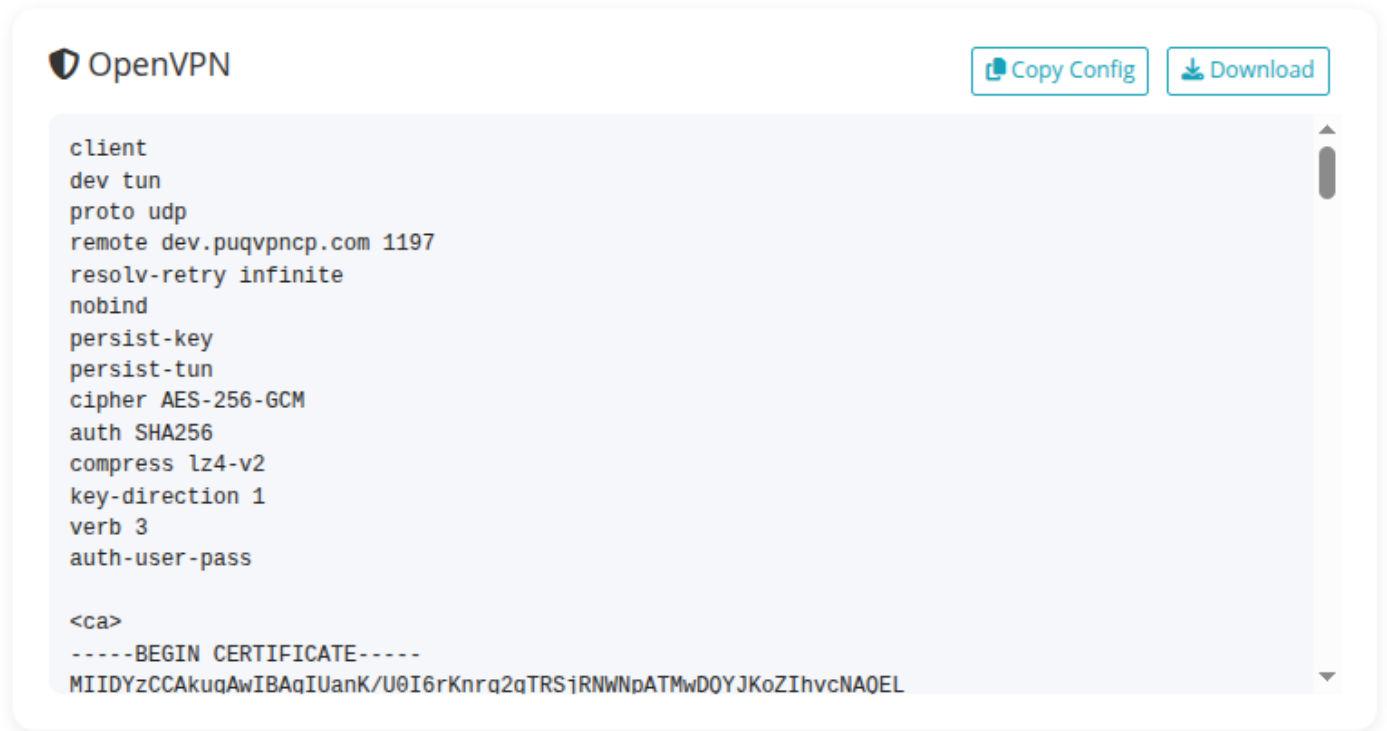 OpenVPN
Copy Config
Download
client
dev tun
proto udp
remote dev.puqvpncp.com 1197
resolv-retry infinite
nobind
persist-key
persist-tun
cipher AES-256-GCM
auth SHA256
compress lz4-v2
key-direction 1
verb 3
auth-user-pass
<ca>
-----BEGIN CERTIFICATE-----
MIIDYzCCAkugAwIBAgIUanK/U0I6rKnrq2gTRSjRNWNpATMwDQYJKoZIhvcNAQEL